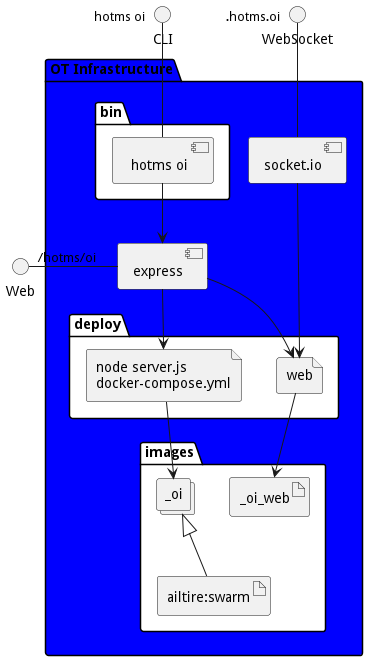 hotms oi
.hotms.oi
CLI
WebSocket
OT Infrastructure
bin
hotms oi
socket.io
/hotms/oi
express
Web
deploy
node server.js
docker-compose.yml
web
images
_oi
_oi_web
ailtire:swarm